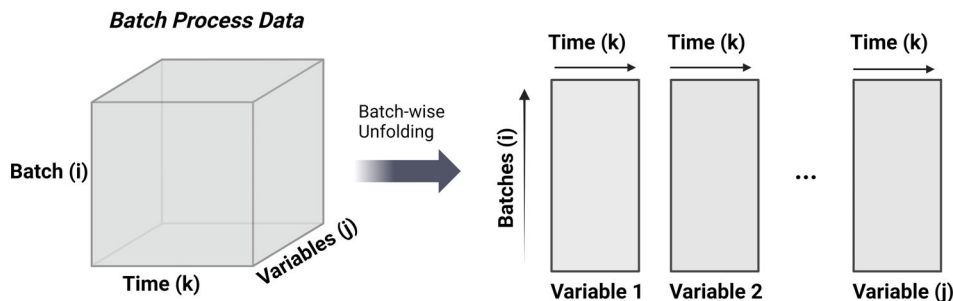 Batch Process Data
Batch (i)
Time (k)
Variables (j)
Batch-wise
Unfolding
Time (k)
Time (k)
Time (k)
Batches (i)
...
Variable 1
Variable 2
Variable (j)